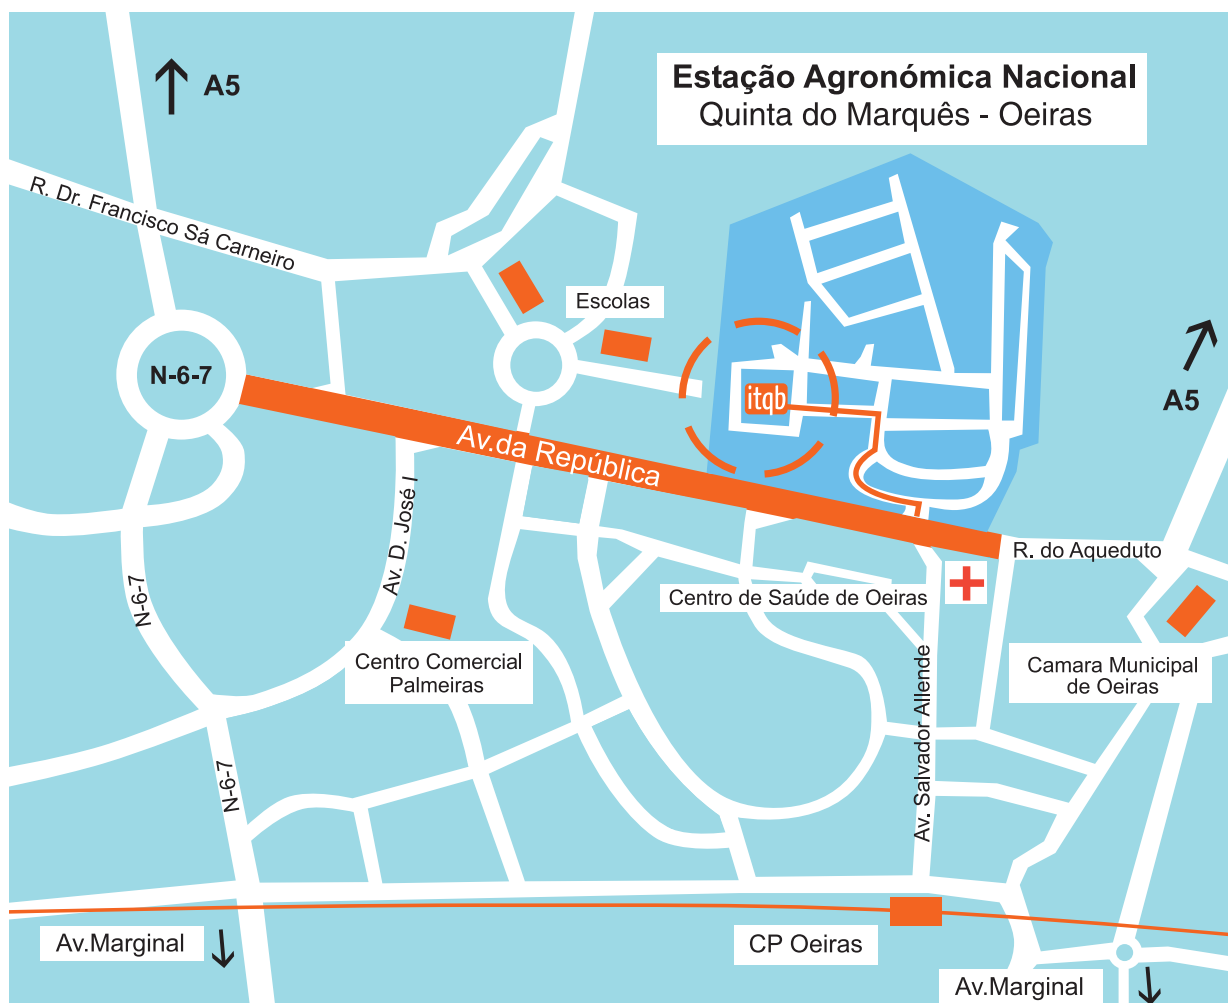 A5
Estação Agronómica Nacional
Quinta do Marquês - Oeiras
R. Dr. Francisco Sá Carneiro
Escolas
N-6-7
itqb
A5
Av.da República
Av. D. José I
R. do Aqueduto
N-6-7
Centro de Saúde de Oeiras
Centro Comercial
Palmeiras
Av. Salvador Allende
Camara Municipal
de Oeiras
N-6-7
Av.Marginal
CP Oeiras
Av.Marginal